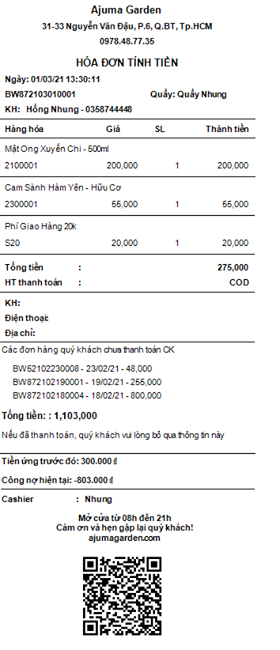 Ajuma Garden
31-33 Nguyễn Văn Đậu, P.6, Q.BT, Tp.HCM
0978.48.77.35
HÓA ĐƠN TÍNH TIỀN
Ngày: 01/03/21 13:30:11
BW872103010001 Quầy: Quầy Nhung
KH: Hồng Nhung - 0358744448
Hàng hóa Giá SL Thành tiền
Mật Ong Xuyến Chi - 500ml
2100001 200,000 1 200,000
Cam Sành Hàm Yên - Hữu Cơ
2300001 55,000 1 55,000
Phí Giao Hàng 20k
S20 20,000 1 20,000
Tổng tiền : 275,000
HT thanh toán : COD
KH:
Điện thoại:
Địa chỉ:
Các đơn hàng quý khách chưa thanh toán CK
BW52102230008 - 23/02/21 - 48,000
BW872102190001 - 19/02/21 - 255,000
BW872102180004 - 18/02/21 - 800,000
Tổng tiền: : 1,103,000
Nếu đã thanh toán, quý khách vui lòng bỏ qua thông tin này
Tiền ứng trước đó: 300.000 ₫
Công nợ hiện tại: -803.000 ₫
Cashier : Nhung
Mở cửa từ 08h đến 21h
Cám ơn và hẹn gặp lại quý khách!
ajumagarden.com